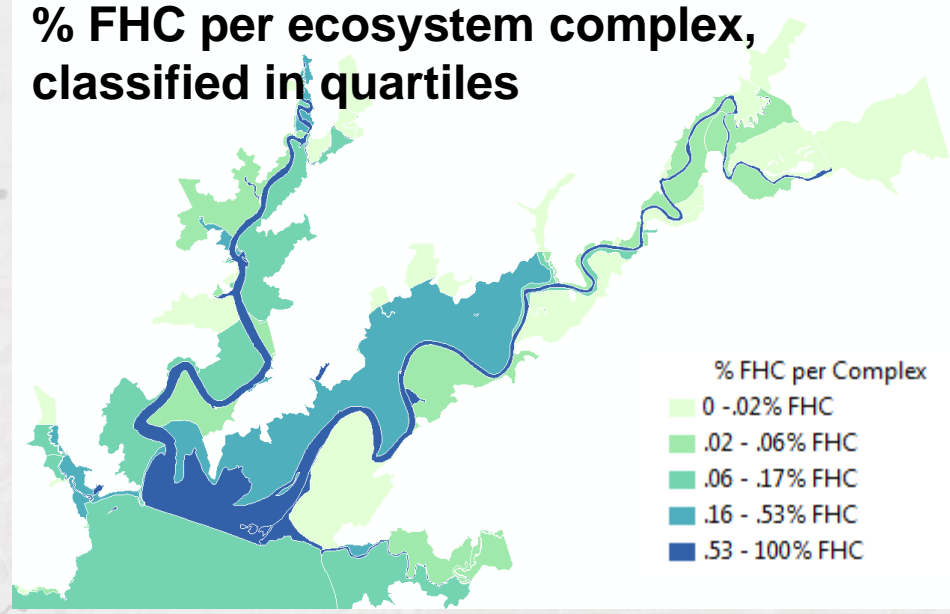 % FHC per ecosystem complex,
classified in quartiles
% FHC per Complex
0 -.02% FHC
.02 - .06% FHC
.06 - .17% FHC
.16 - .53% FHC
.53 - 100% FHC